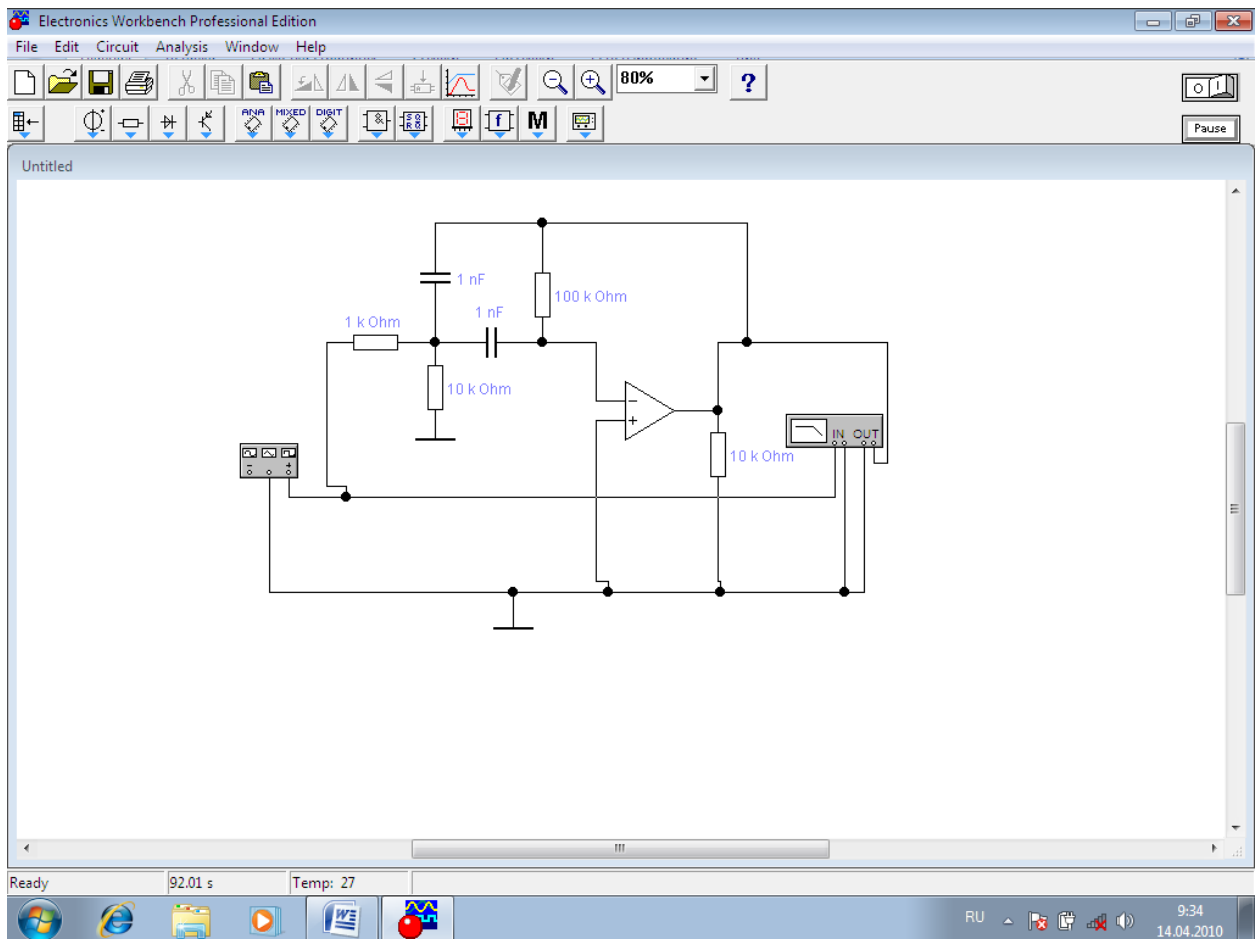 Electronics Workbench Professional Edition
File Edit Circuit Analysis Window Help
80%
?
ANA MIXED DIGIT
M
Pause
Untitled
1 nF
100 k Ohm
1 nF
1 k Ohm
10 k Ohm
IN OUT
10 k Ohm
Ready 92.01 s Temp: 27
RU 9:34
14.04.2010